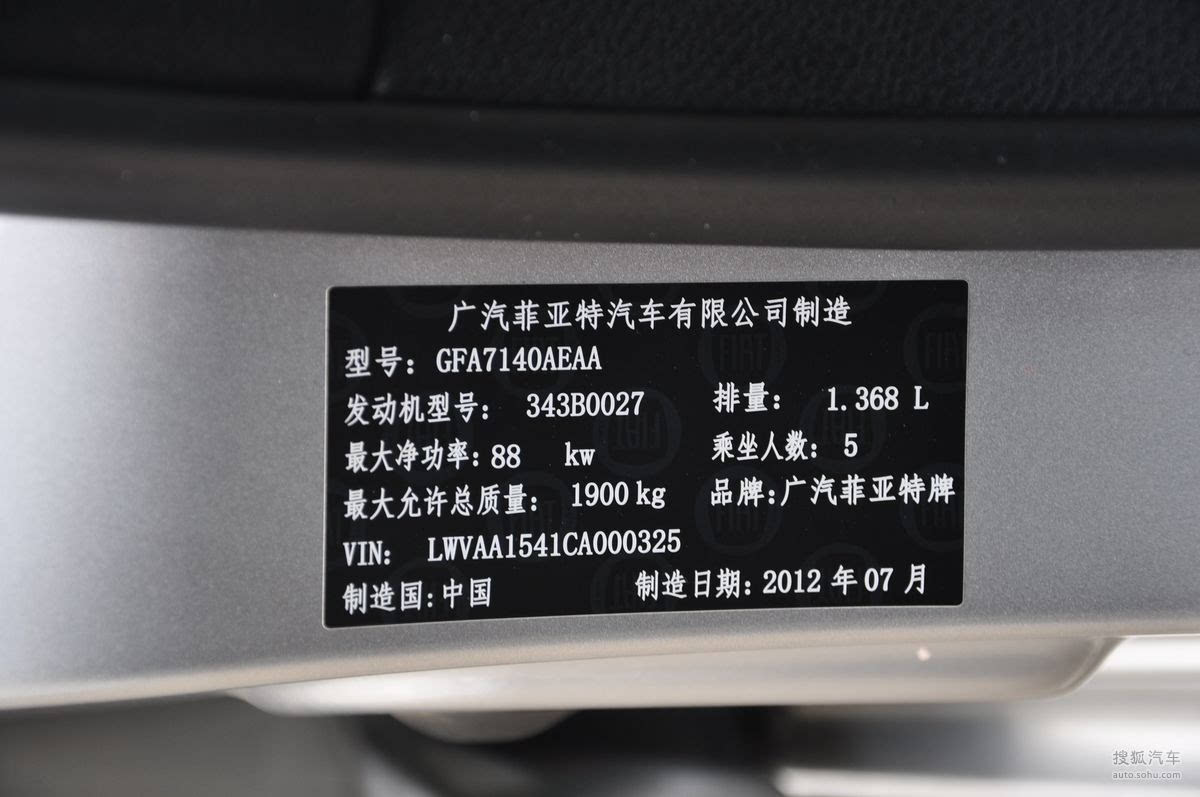 广汽菲亚特汽车有限公司制造
型号: GFA7140AEAA
发动机型号: 343B0027 排量: 1.368 L
最大净功率: 88 kw 乘坐人数: 5
最大允许总质量: 1900 kg 品牌:广汽菲亚特牌
VIN: LWVAA1541CA000325
制造国:中国 制造日期: 2012 年 07 月
搜狐汽车
auto.sohu.com